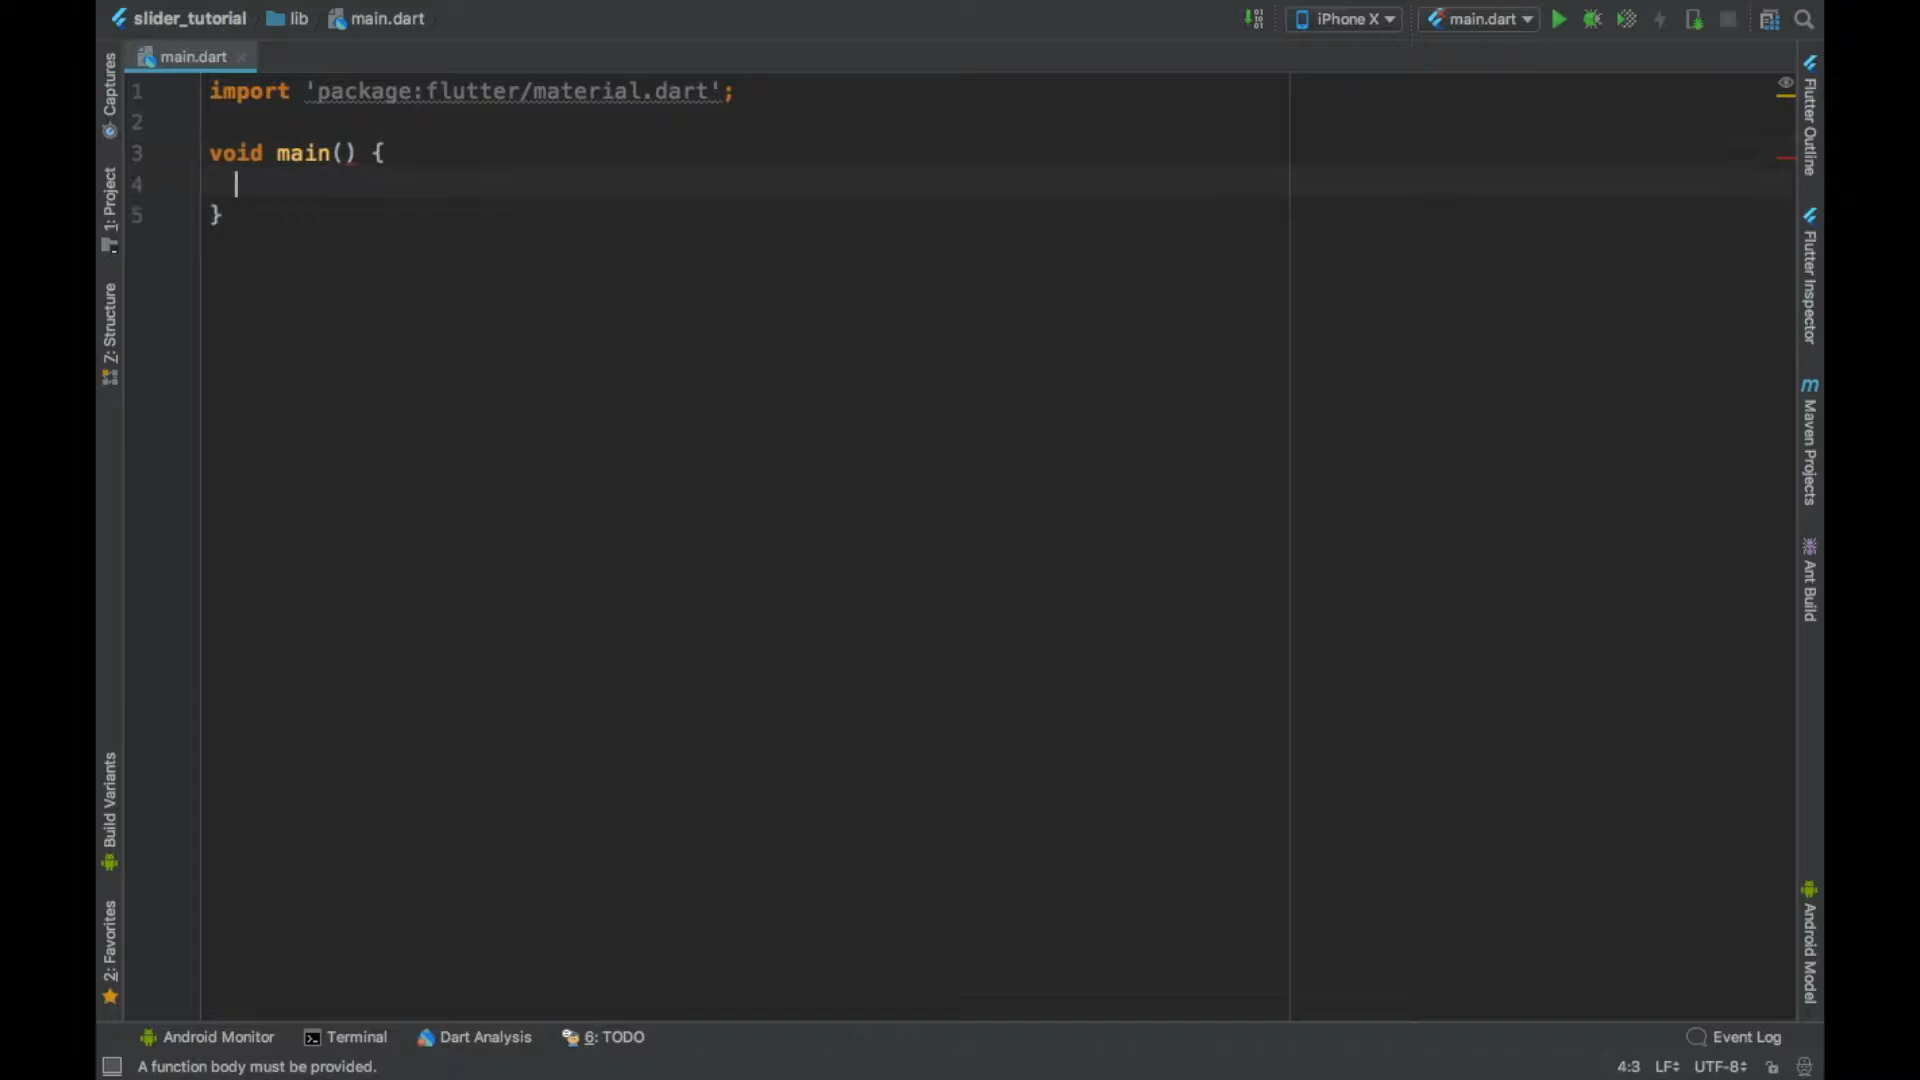 slider_tutorial lib main.dart iPhone X main.dart
main.dart
1 import 'package:flutter/material.dart';
2
3 void main() {
4
5 }
Captures
1: Project
Z: Structure
Build Variants
2: Favorites
Flutter Outline
Flutter Inspector
m Maven Projects
Ant Build
Android Model
Android Monitor Terminal Dart Analysis 6: TODO Event Log
A function body must be provided. 4:3 LF UTF-8